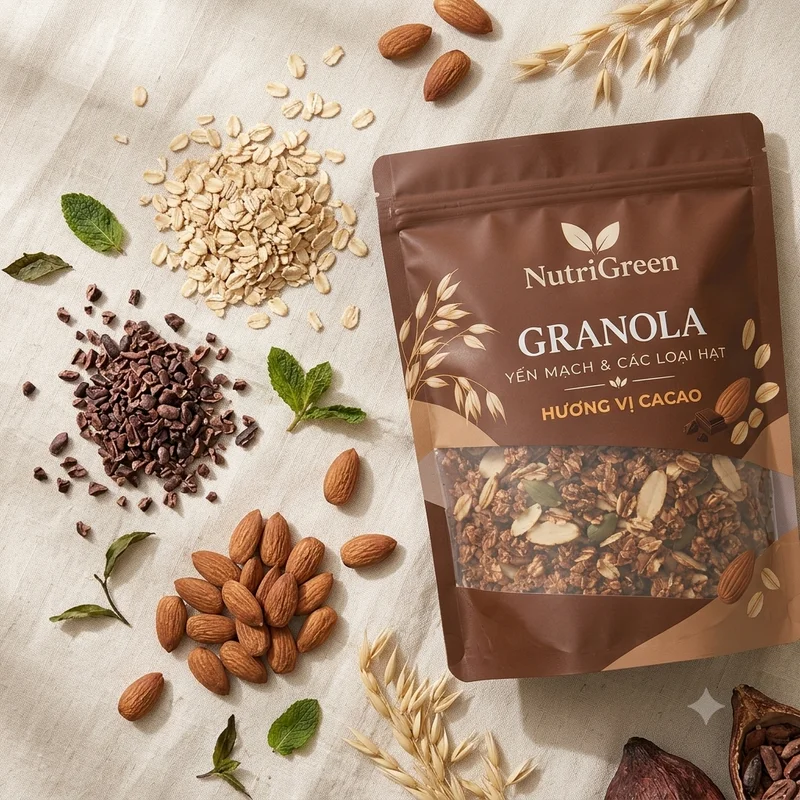 NutriGreen
GRANOLA
YẾN MẠCH & CÁC LOẠI HẠT
HƯƠNG VỊ CACAO